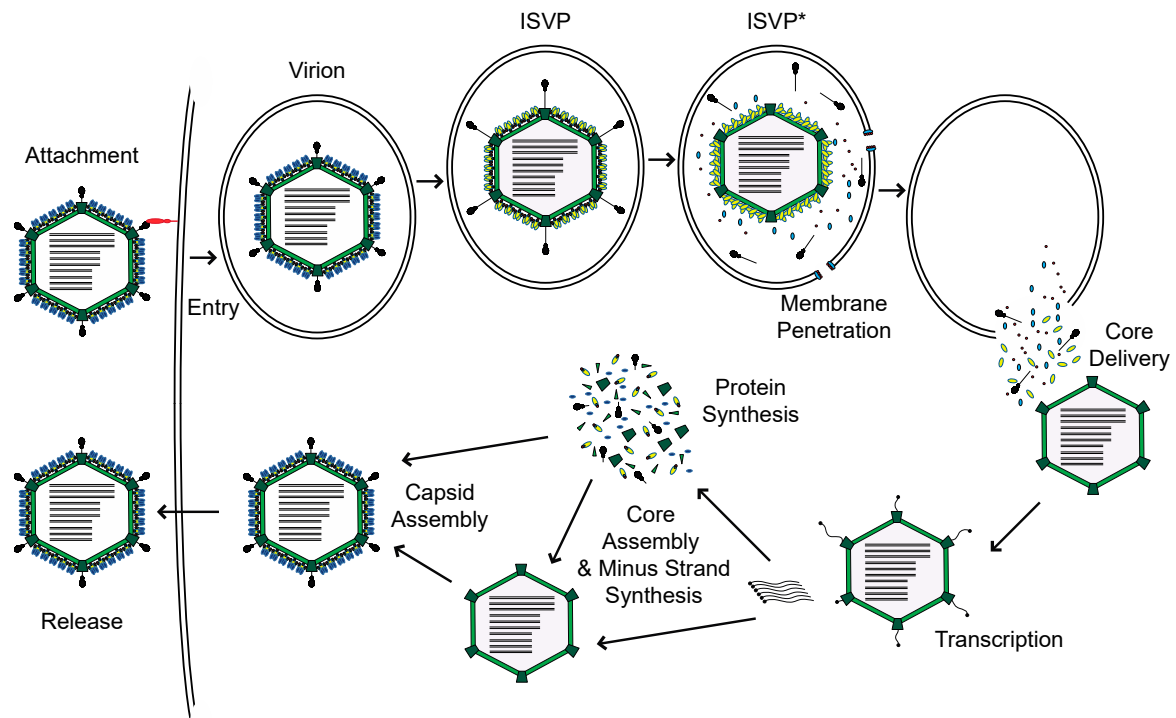 ISVP
ISVP*
Virion
Attachment
Entry
Membrane
Penetration
Core
Delivery
Protein
Synthesis
Capsid
Assembly
Core
Assembly
& Minus Strand
Synthesis
Release
Transcription